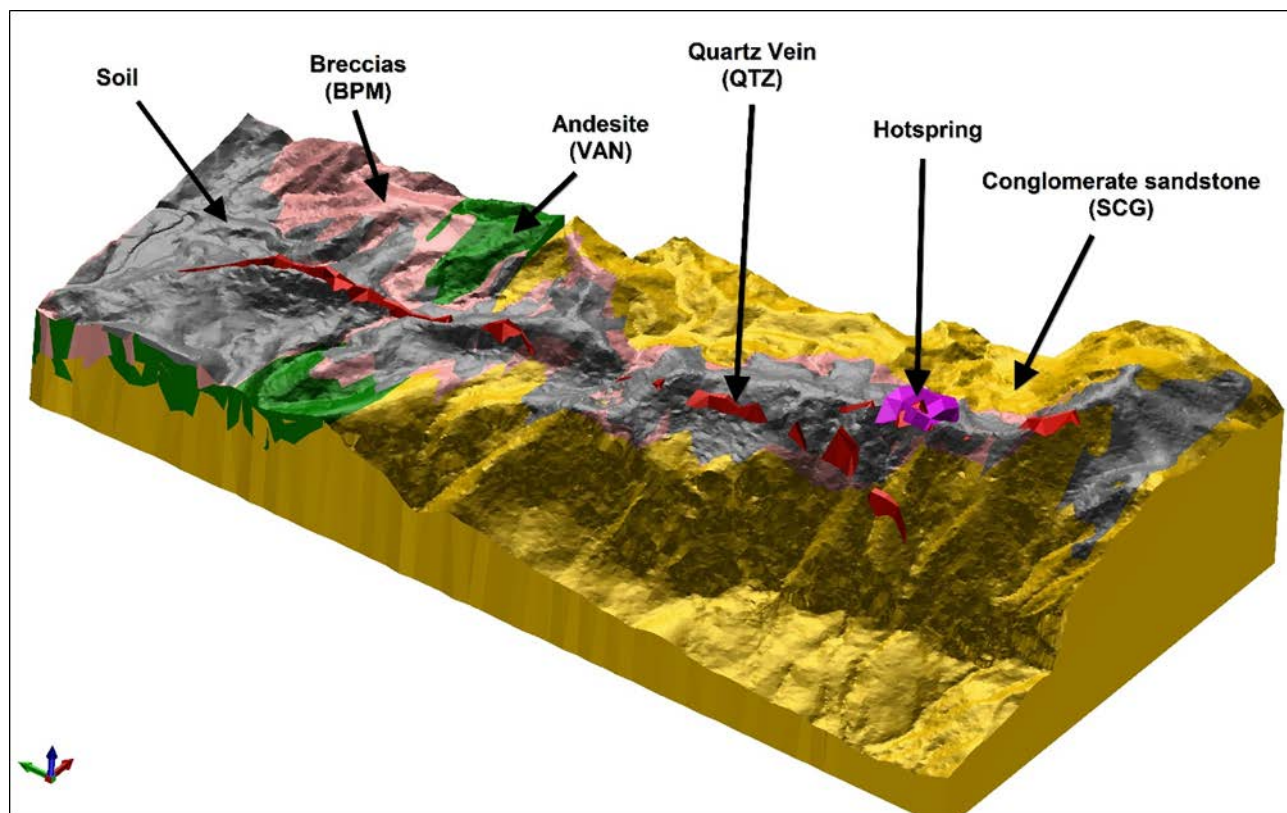 Soil
Breccias
(BPM)
Andesite
(VAN)
Quartz Vein
(QTZ)
Hotspring
Conglomerate sandstone
(SCG)